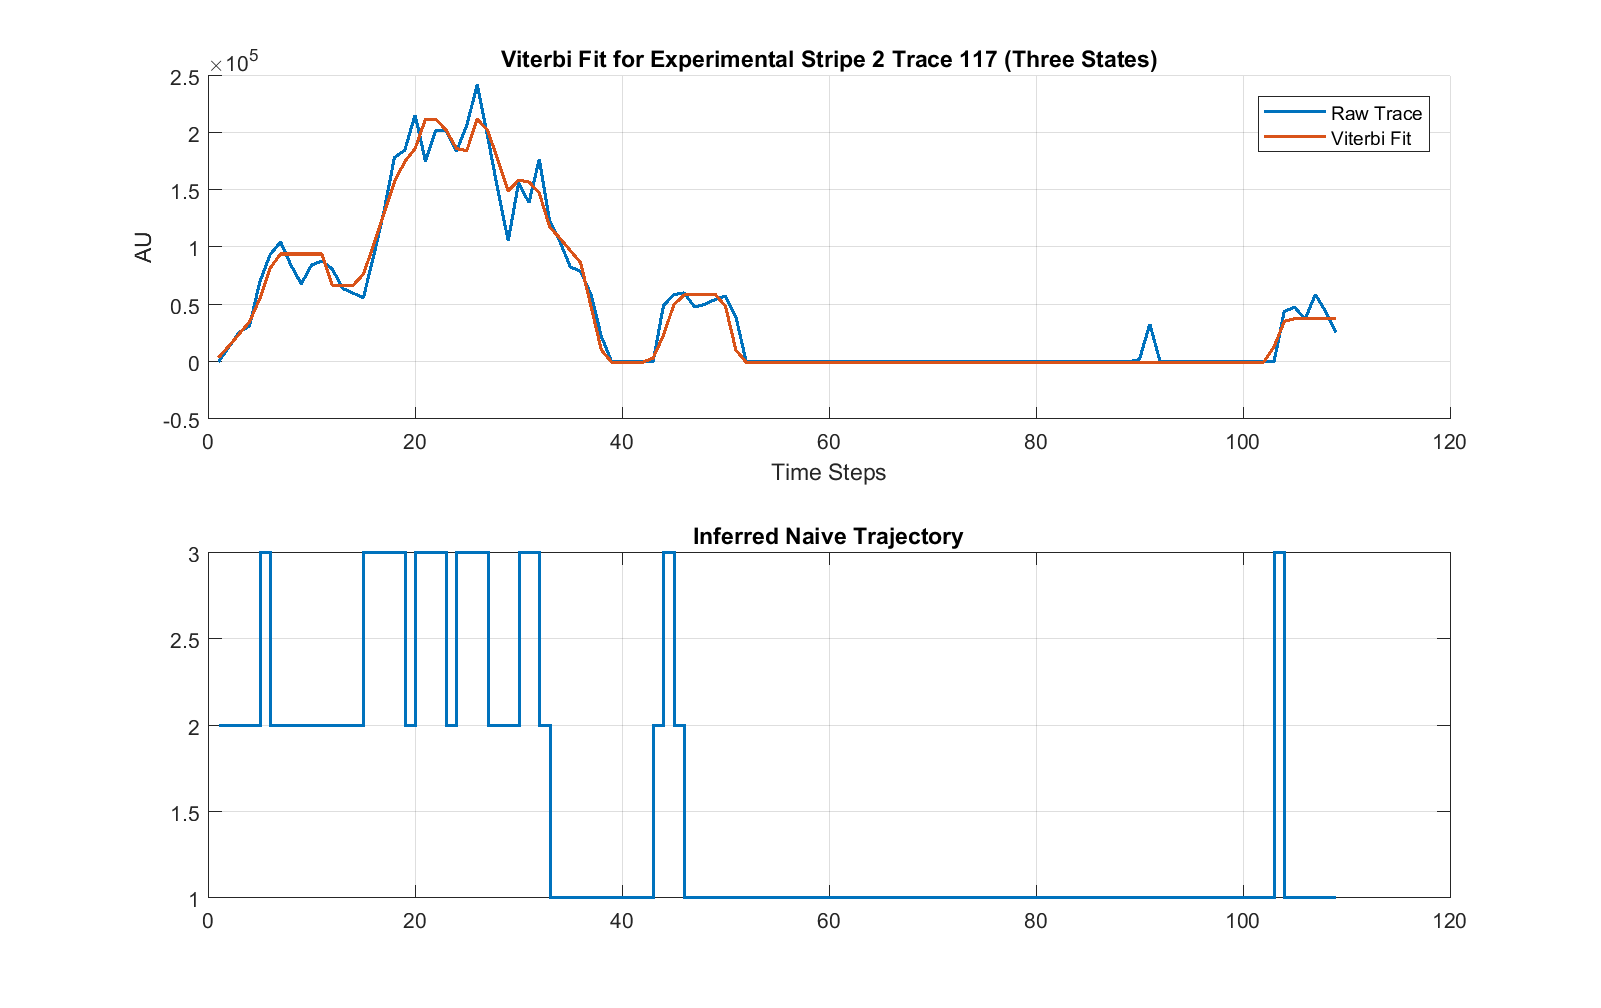 Viterbi Fit for Experimental Stripe 2 Trace 117 (Three States)
×10^5
2.5
2
1.5
1
0.5
0
-0.5
AU
Raw Trace
Viterbi Fit
0 20 40 60 80 100 120
Time Steps
Inferred Naive Trajectory
3
2.5
2
1.5
1
0 20 40 60 80 100 120